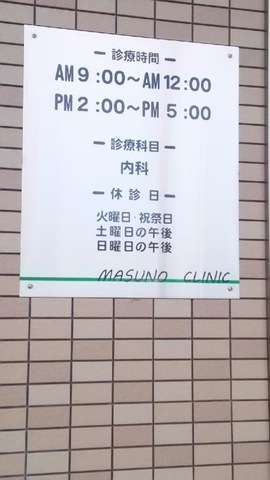 ー 診療時間 ー
AM9:00〜AM12:00
PM2:00〜PM 5:00
ー 診療科目 ー
内科
ー 休 診 日 ー
火曜日・祝祭日
土曜日の午後
日曜日の午後
MASUNO CLINIC